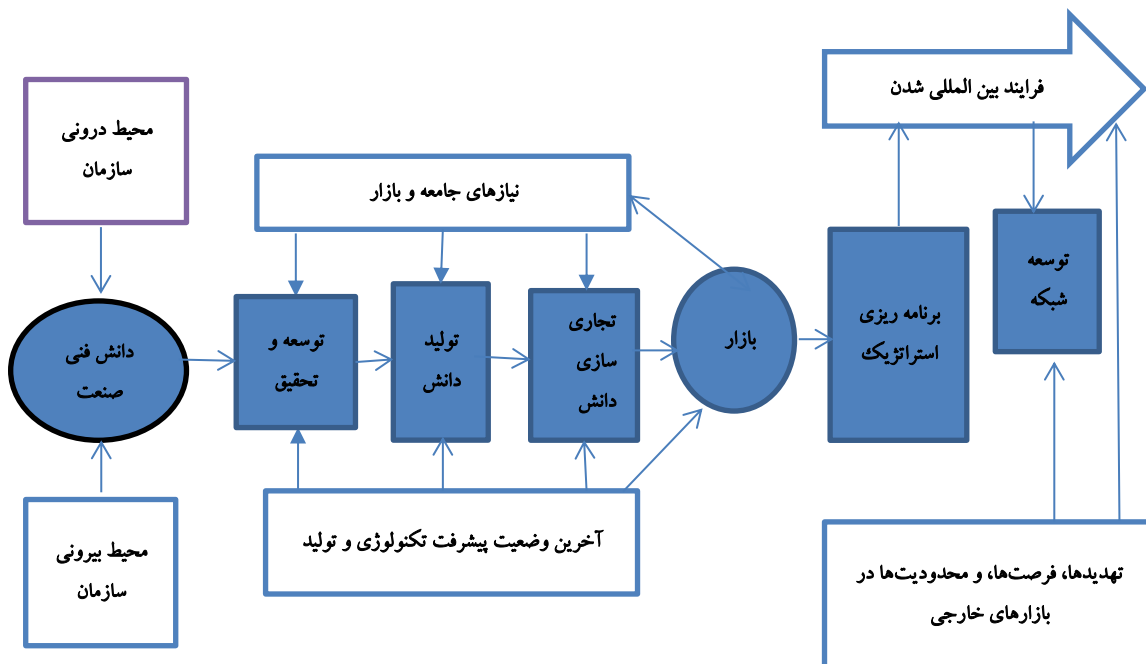 فرایند بین المللی شدن
محیط درونی
سازمان
نیازهای جامعه و بازار
توسعه
شبکه
برنامه ریزی
استراتژیک
بازار
تجاری
سازی
دانش
تولید
دانش
توسعه و
تحقیق
دانش فنی
صنعت
آخرین وضعیت پیشرفت تکنولوژی و تولید
محیط بیرونی
سازمان
تهدیدها، فرصت‌ها، و محدودیت‌ها در
بازارهای خارجی